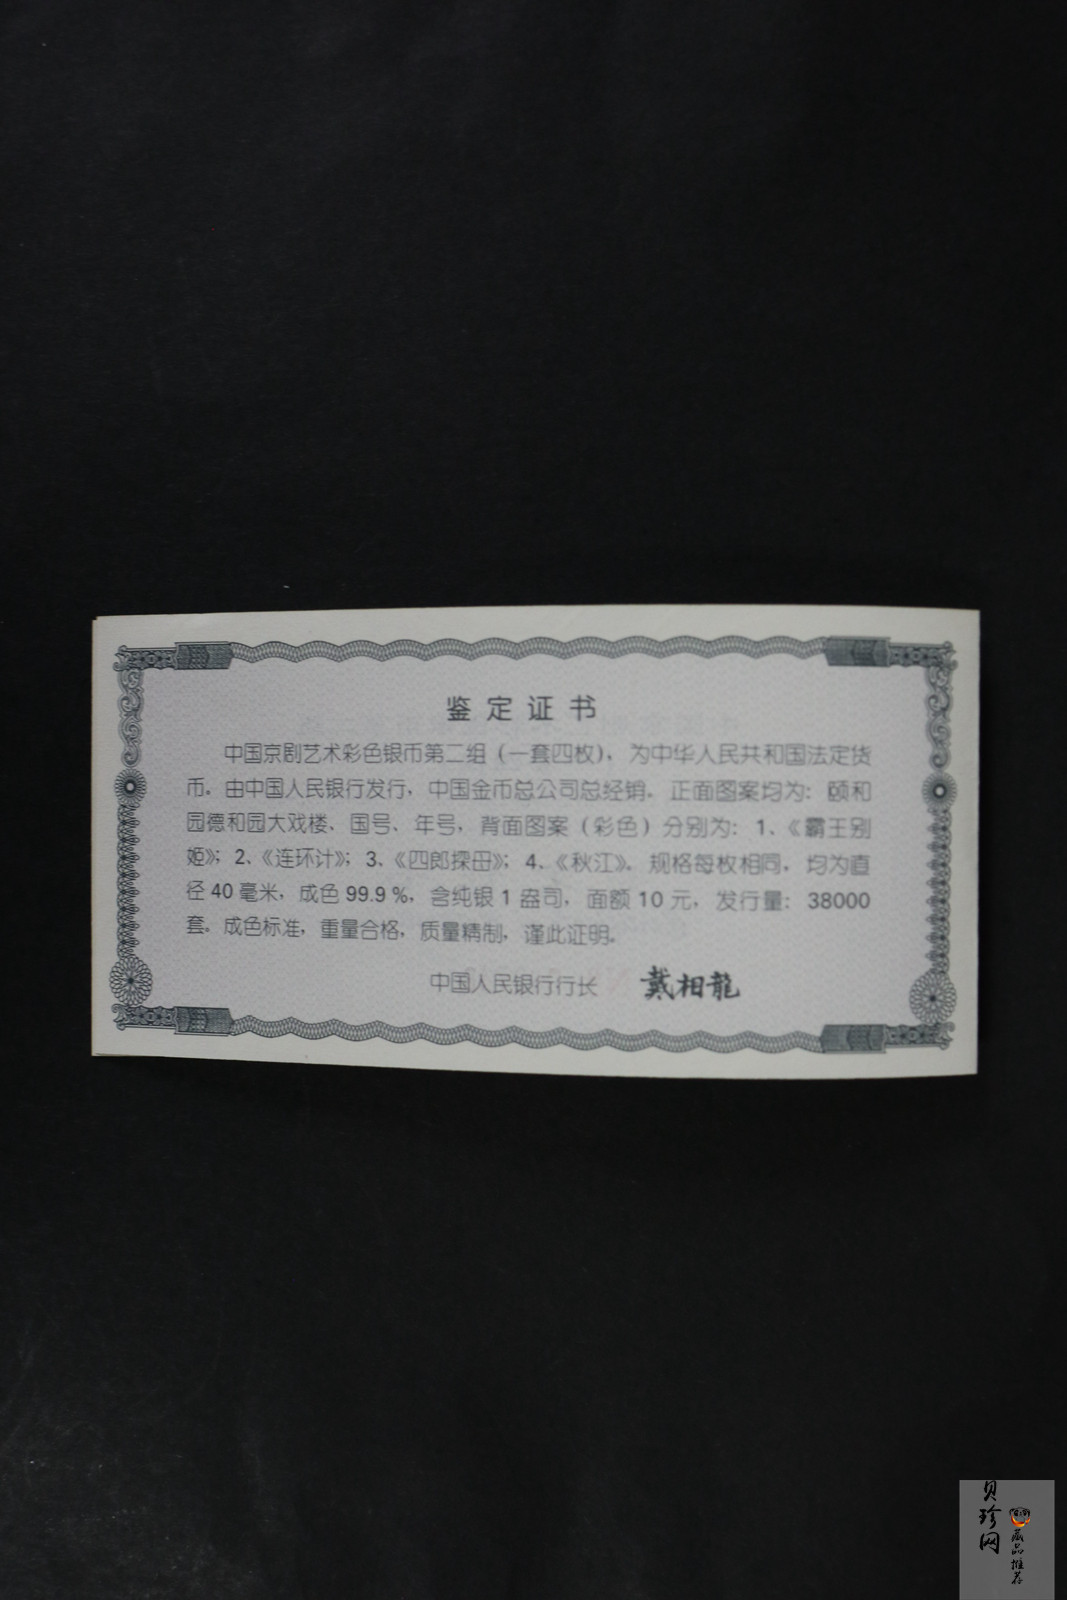 鉴定证书
中国京剧艺术彩色银币第二组（一套四枚），为中华人民共和国法定货
币。由中国人民银行发行，中国金币总公司总经销。正面图案均为：颐和
园德和园大戏楼、国号、年号，背面图案（彩色）分别为：1、《霸王别
姬》；2、《连环计》；3、《四郎探母》；4、《秋江》。规格每枚相同，均为直
径40毫米，成色99.9%，含纯银1盎司，面额10元，发行量：38000
套。成色标准，重量合格，质量精制，谨此证明。
中国人民银行行长 戴相龍
贝珍网
藏品推荐